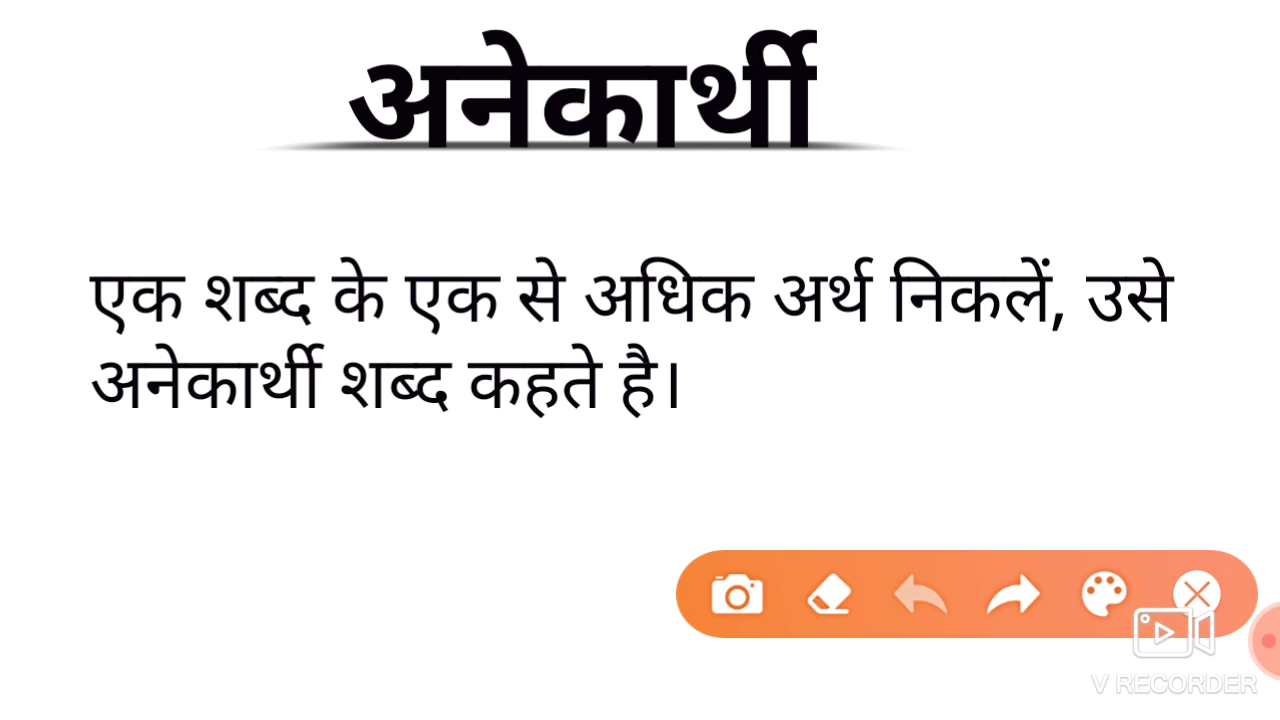 अनेकार्थी
एक शब्द के एक से अधिक अर्थ निकलें, उसे
अनेकार्थी शब्द कहते है।
V RECORDER